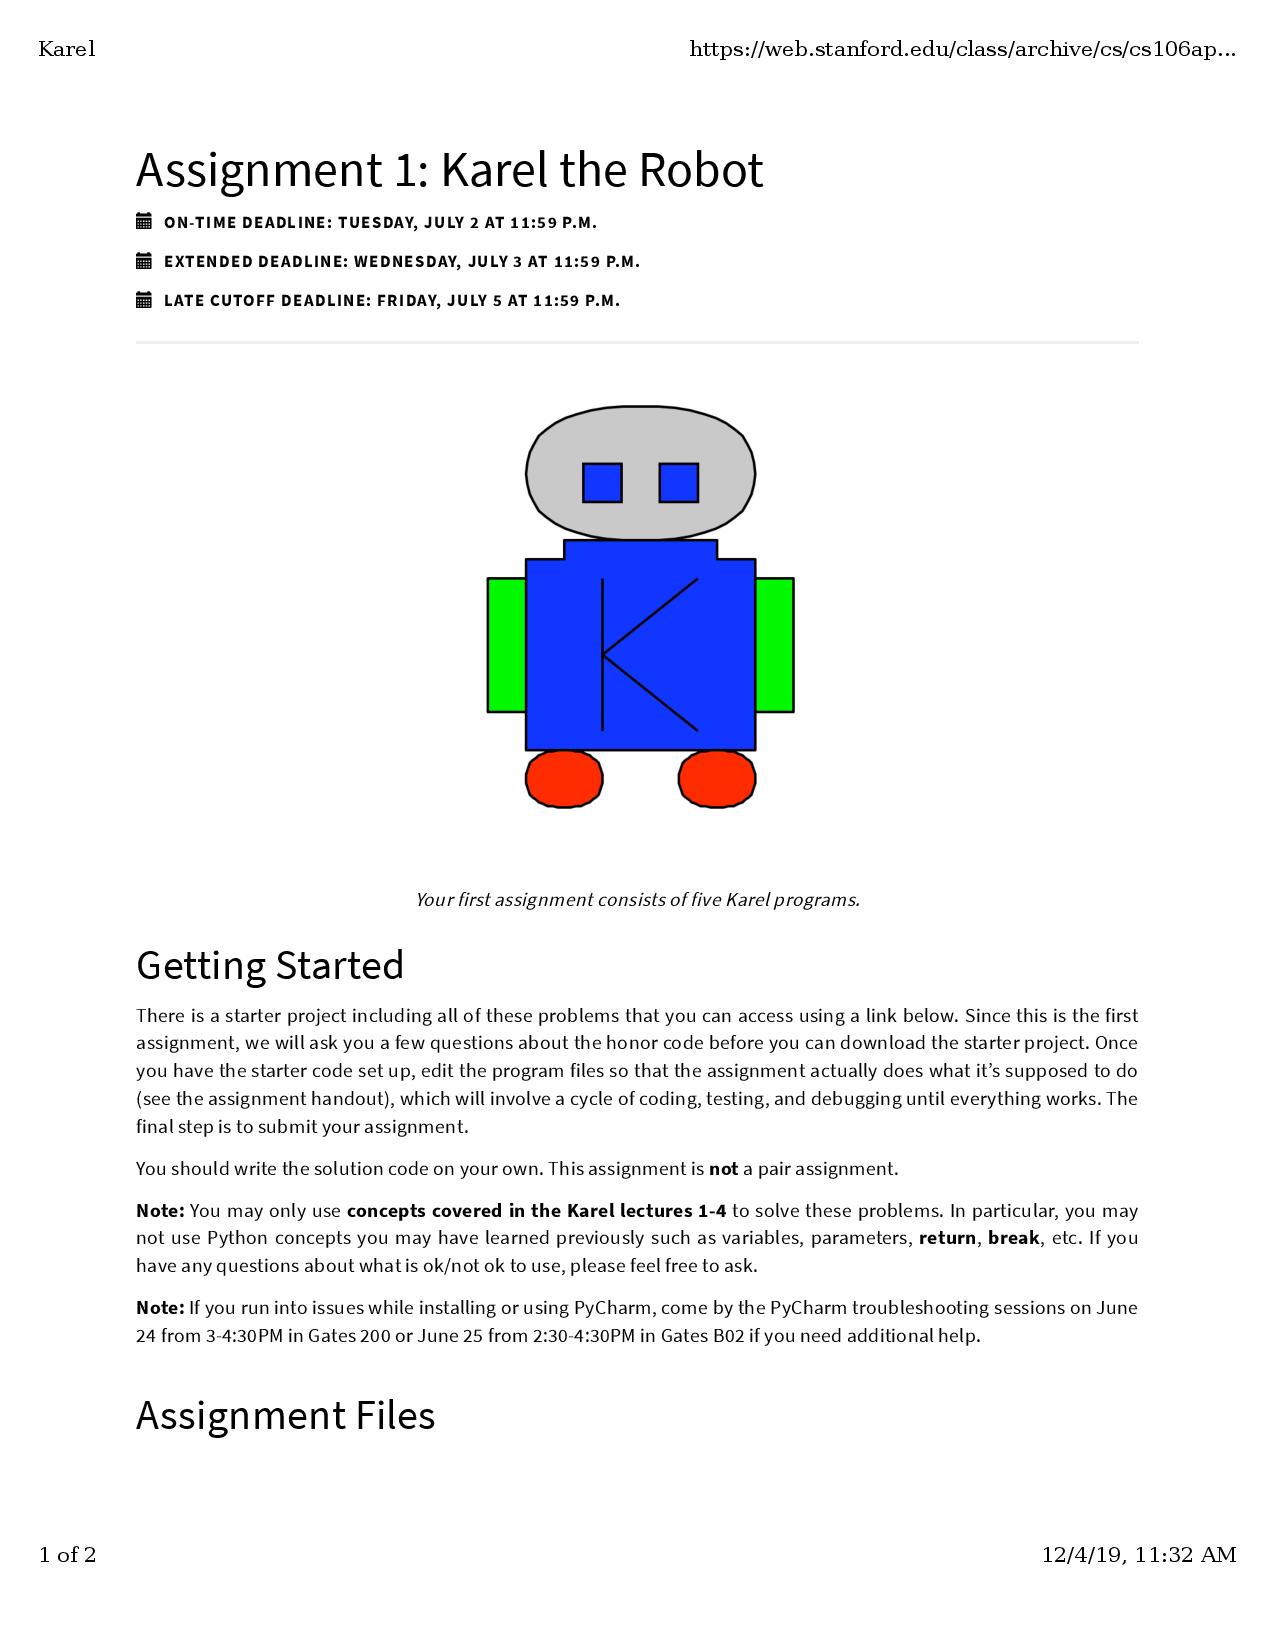 Karel
https://web.stanford.edu/class/archive/cs/cs106ap...
Assignment 1: Karel the Robot
ON-TIME DEADLINE: TUESDAY, JULY 2 AT 11:59 P.M.
EXTENDED DEADLINE: WEDNESDAY, JULY 3 AT 11:59 P.M.
LATE CUTOFF DEADLINE: FRIDAY, JULY 5 AT 11:59 P.M.
K
Your first assignment consists of five Karel programs.
Getting Started
There is a starter project including all of these problems that you can access using a link below. Since this is the first
assignment, we will ask you a few questions about the honor code before you can download the starter project. Once
you have the starter code set up, edit the program files so that the assignment actually does what it’s supposed to do
(see the assignment handout), which will involve a cycle of coding, testing, and debugging until everything works. The
final step is to submit your assignment.
You should write the solution code on your own. This assignment is not a pair assignment.
Note: You may only use concepts covered in the Karel lectures 1-4 to solve these problems. In particular, you may
not use Python concepts you may have learned previously such as variables, parameters, return, break, etc. If you
have any questions about what is ok/not ok to use, please feel free to ask.
Note: If you run into issues while installing or using PyCharm, come by the PyCharm troubleshooting sessions on June
24 from 3-4:30PM in Gates 200 or June 25 from 2:30-4:30PM in Gates B02 if you need additional help.
Assignment Files
1 of 2
12/4/19, 11:32 AM